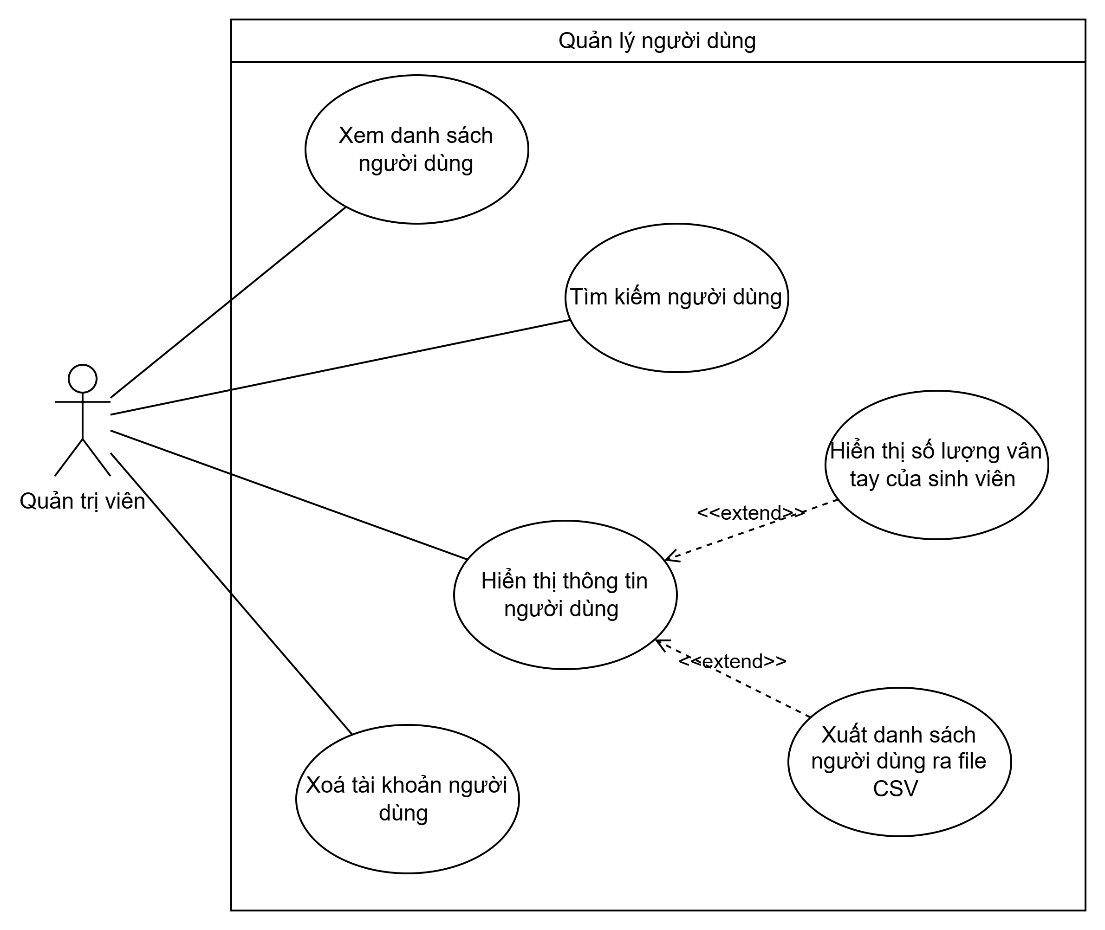 Quản lý người dùng
Xem danh sách
người dùng
Tìm kiếm người dùng
Hiển thị số lượng vân
tay của sinh viên
Quản trị viên
<<extend>>
Hiển thị thông tin
người dùng
<<extend>>
Xuất danh sách
người dùng ra file
CSV
Xoá tài khoản người
dùng